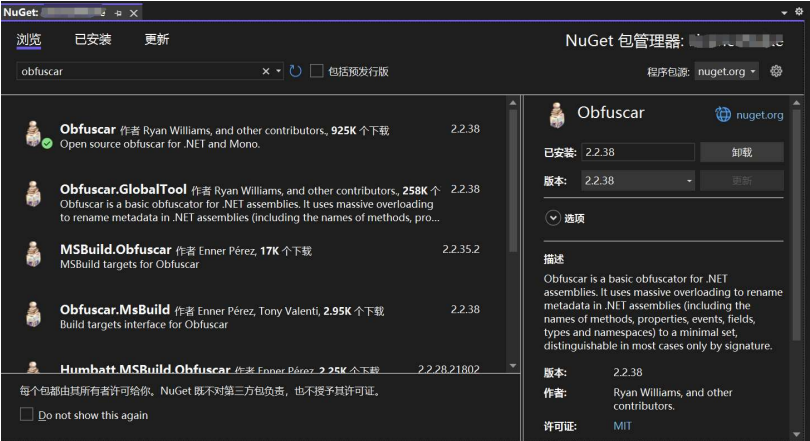 NuGet:
浏览
已安装
更新
NuGet 包管理器:
obfuscar
包括预发行版
程序包源: nuget.org
Obfuscar 作者 Ryan Williams, and other contributors., 925K 个下载
2.2.38
Open source obfuscar for .NET and Mono.
Obfuscar.GlobalTool 作者 Ryan Williams, and other contributors., 258K 个
2.2.38
Obfuscar is a basic obfuscator for .NET assemblies. It uses massive overloading
to rename metadata in .NET assemblies (including the names of methods, pro...
MSBuild.Obfuscar 作者 Enner Pérez, 17K 个下载
2.2.35.2
MSBuild targets for Obfuscar
Obfuscar.MsBuild 作者 Enner Pérez, Tony Valenti, 2.95K 个下载
2.2.38
Build targets interface for Obfuscar
Humbatt.MSBuild.Obfuscar 作者 Enner Pérez, 2.25K 个下载
2.2.28.21802
每个包都由其所有者许可给你。NuGet 既不对第三方包负责，也不授予其许可证。
Do not show this again
Obfuscar
nuget.org
已安装: 2.2.38
卸载
版本: 2.2.38
更新
选项
描述
Obfuscar is a basic obfuscator for .NET
assemblies. It uses massive overloading to rename
metadata in .NET assemblies (including the
names of methods, properties, events, fields,
types and namespaces) to a minimal set,
distinguishable in most cases only by signature.
版本: 2.2.38
作者: Ryan Williams, and other
contributors.
许可证: MIT